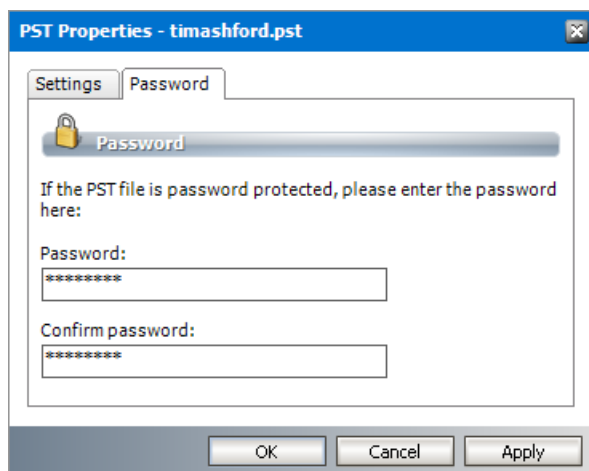 PST Properties - timashford.pst
Settings Password
Password
If the PST file is password protected, please enter the password
here:
Password:
********
Confirm password:
********
OK Cancel Apply